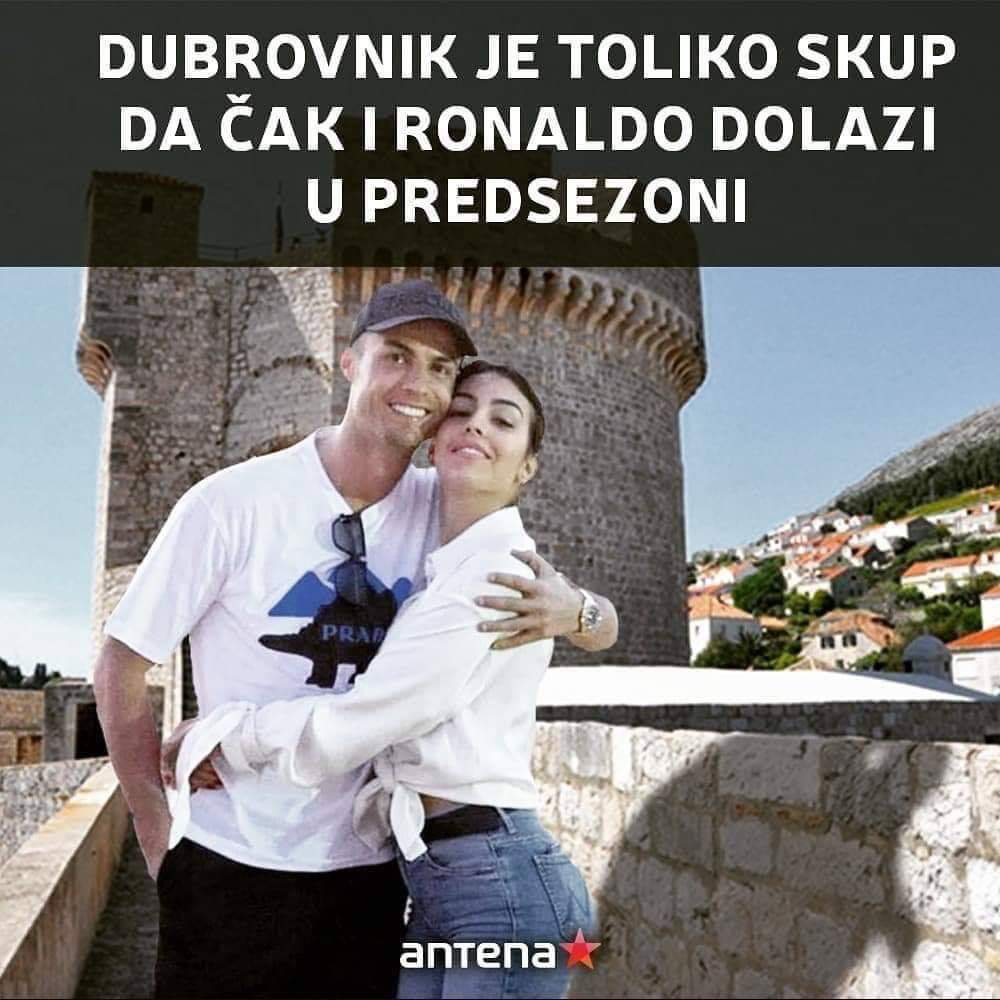 DUBROVNIK JE TOLIKO SKUP
DA ČAK I RONALDO DOLAZI
U PREDSEZONI
PRAD
antena